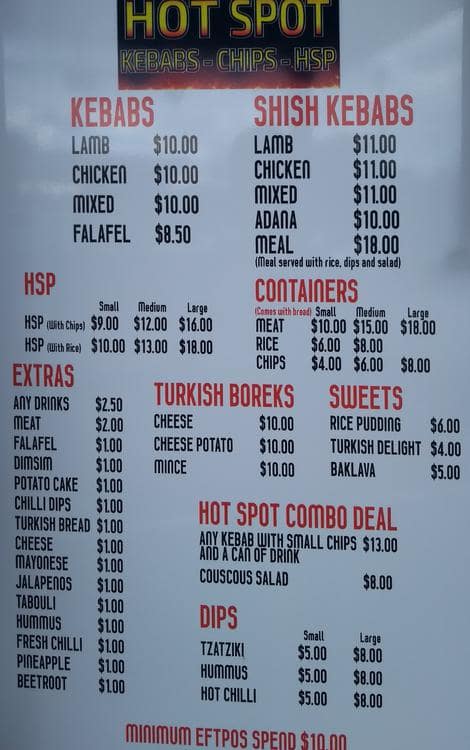 HOT SPOT
KEBABS - CHIPS - HSP
KEBABS
LAMB $10.00
CHICKEN $10.00
MIXED $10.00
FALAFEL $8.50
SHISH KEBABS
LAMB $11.00
CHICKEN $11.00
MIXED $11.00
ADANA $10.00
MEAL $18.00
(Meal served with rice, dips and salad)
HSP
Small Medium Large
HSP (With Chips) $9.00 $12.00 $16.00
HSP (With Rice) $10.00 $13.00 $18.00
CONTAINERS
(Comes with bread) Small Medium Large
MEAT $10.00 $15.00 $18.00
RICE $6.00 $8.00
CHIPS $4.00 $6.00 $8.00
EXTRAS
ANY DRINKS $2.50
MEAT $2.00
FALAFEL $1.00
DIMSIM $1.00
POTATO CAKE $1.00
CHILLI DIPS $1.00
TURKISH BREAD $1.00
CHEESE $1.00
MAYONESE $1.00
JALAPENOS $1.00
TABOULI $1.00
HUMMUS $1.00
FRESH CHILLI $1.00
PINEAPPLE $1.00
BEETROOT $1.00
TURKISH BOREKS
CHEESE $10.00
CHEESE POTATO $10.00
MINCE $10.00
SWEETS
RICE PUDDING $6.00
TURKISH DELIGHT $4.00
BAKLAVA $5.00
HOT SPOT COMBO DEAL
ANY KEBAB WITH SMALL CHIPS $13.00
AND A CAN OF DRINK
COUSCOUS SALAD $8.00
DIPS
Small Large
TZATZIKI $5.00 $8.00
HUMMUS $5.00 $8.00
HOT CHILLI $5.00 $8.00
MINIMUM EFTPOS SPEND $10.00